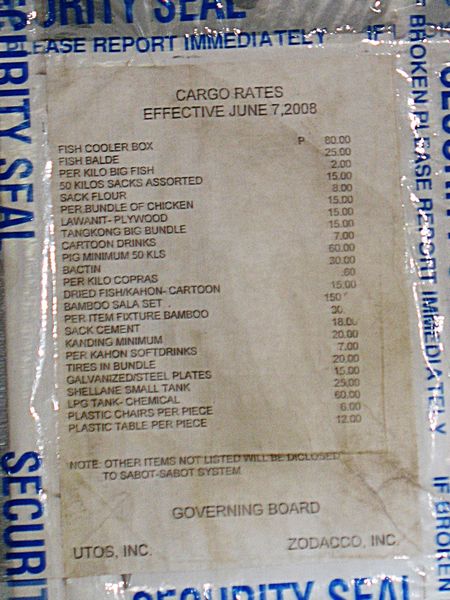 URITY SEAL
EASE REPORT IMMEDIATELY IF
CARGO RATES
EFFECTIVE JUNE 7,2008
FISH COOLER BOX P 80.00
FISH BALDE 25.00
PER KILO BIG FISH 2.00
50 KILOS SACKS ASSORTED 15.00
SACK FLOUR 8.00
PER.BUNDLE OF CHICKEN 15.00
LAWANIT- PLYWOOD 15.00
TANGKONG BIG BUNDLE 15.00
CARTOON DRINKS 7.00
PIG MINIMUM 50 KLS 60.00
BACTIN 30.00
PER KILO COPRAS .60
DRIED FISH/KAHON- CARTOON 15.00
BAMBOO SALA SET . 150
PER ITEM FIXTURE BAMBOO 30.
SACK CEMENT 18.00
KANDING MINIMUM 20.00
PER KAHON SOFTDRINKS 7.00
TIRES IN BUNDLE 20.00
GALVANIZED/STEEL PLATES 15.00
SHELLANE SMALL TANK 25.00
LPG TANK- CHEMICAL 60.00
PLASTIC CHAIRS PER PIECE 6.00
PLASTIC TABLE PER PIECE 12.00
NOTE: OTHER ITEMS NOT LISTED WILL BE DICLOSED
TO SABOT-SABOT SYSTEM
GOVERNING BOARD
UTOS, INC. ZODACCO, INC.
CURITY SEAL
SECURIT
BROKEN PLEASE REPORT IMMEDIATELY
IF BROKEN
SECURITY SEAL